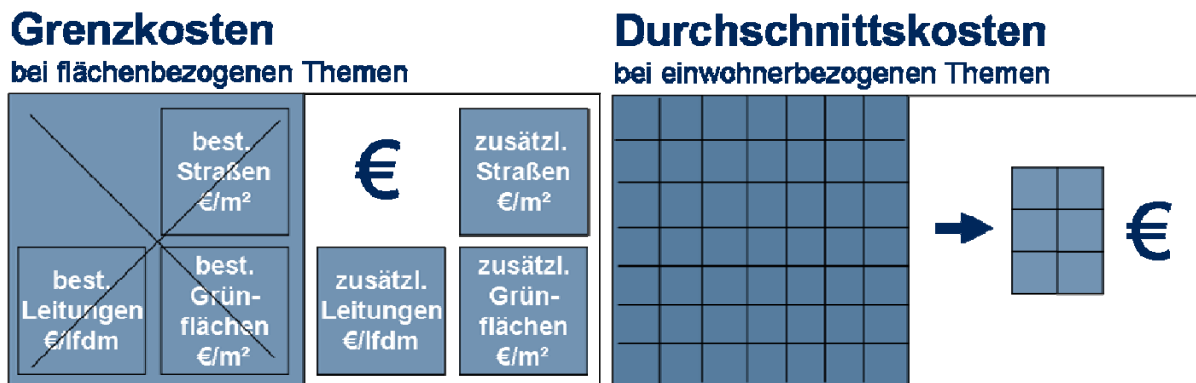 Grenzkosten
bei flächenbezogenen Themen
best.
Straßen
€/m²
best.
Leitungen
€/lfdm
best.
Grün-
flächen
€/m²
€
zusätzl.
Straßen
€/m²
zusätzl.
Leitungen
€/lfdm
zusätzl.
Grün-
flächen
€/m²
Durchschnittskosten
bei einwohnerbezogenen Themen
€